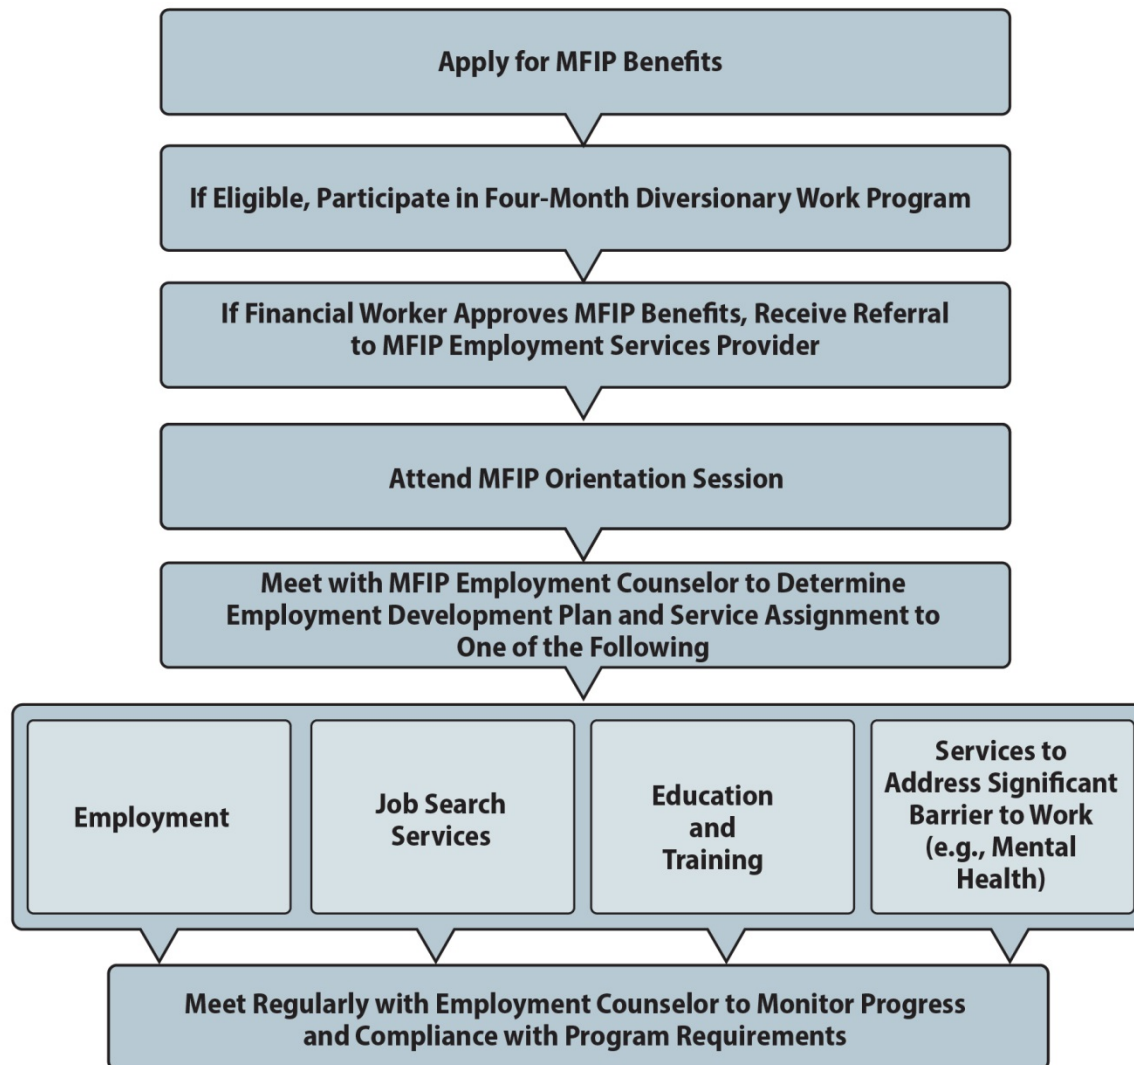 Apply for MFIP Benefits
If Eligible, Participate in Four-Month Diversionary Work Program
If Financial Worker Approves MFIP Benefits, Receive Referral
to MFIP Employment Services Provider
Attend MFIP Orientation Session
Meet with MFIP Employment Counselor to Determine
Employment Development Plan and Service Assignment to
One of the Following
Employment
Job Search
Services
Education
and
Training
Services to
Address Significant
Barrier to Work
(e.g., Mental
Health)
Meet Regularly with Employment Counselor to Monitor Progress
and Compliance with Program Requirements